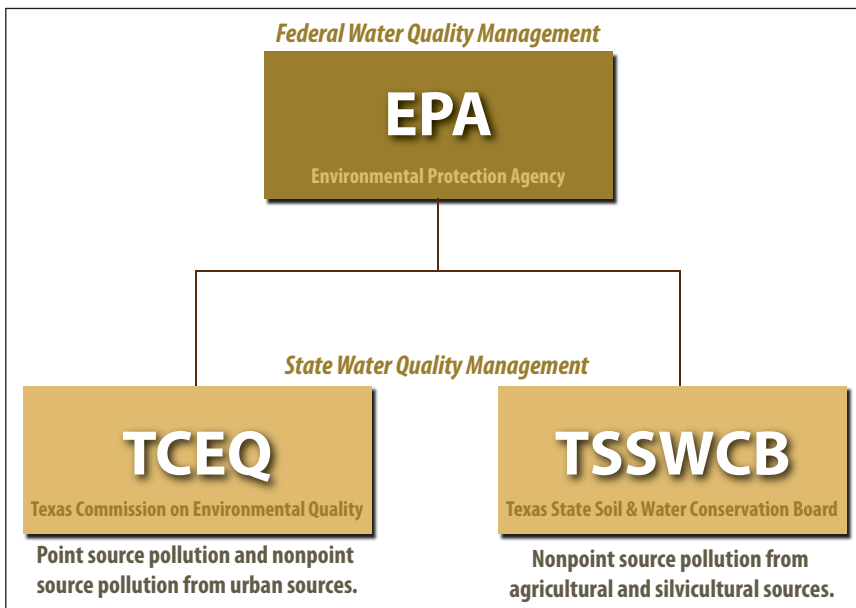 Federal Water Quality Management
EPA
Environmental Protection Agency
State Water Quality Management
TCEQ
Texas Commission on Environmental Quality
Point source pollution and nonpoint
source pollution from urban sources.
TSSWCB
Texas State Soil & Water Conservation Board
Nonpoint source pollution from
agricultural and silvicultural sources.